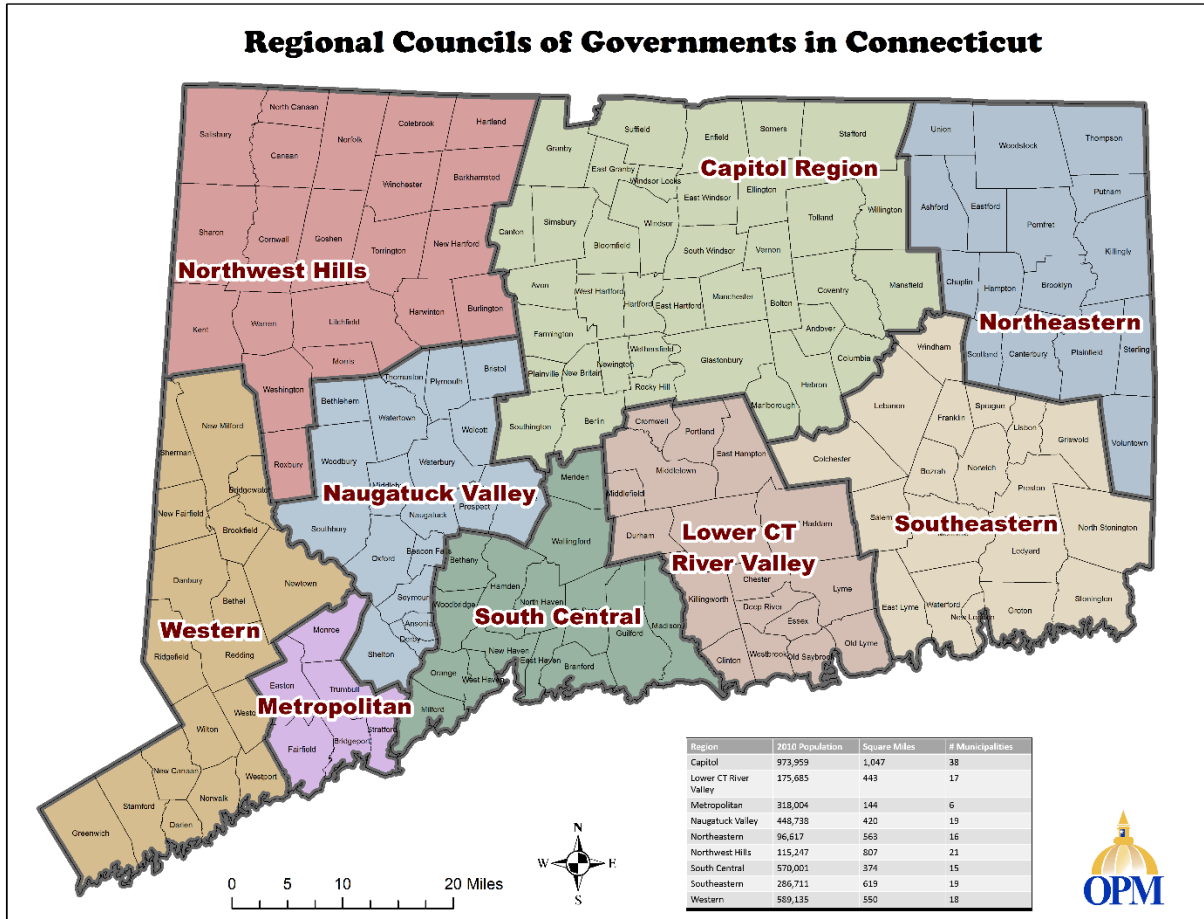 Regional Councils of Governments in Connecticut
North Canaan
Colebrook
Hartland
Salisbury
Norfolk
Canaan
Winchester
Barkhamsted
Sharon
Cornwall
Goshen
Torrington
New Hartford
Northwest Hills
Kent
Warren
Litchfield
Harwinton
Burlington
Morris
Washington
Roxbury
Suffield
Enfield
Somers
Stafford
Granby
East Granby
Windsor Locks
Capitol Region
East Windsor
Ellington
Simsbury
Windsor
Tolland
Willington
Canton
Bloomfield
South Windsor
Vernon
Avon
West Hartford
Hartford
East Hartford
Manchester
Bolton
Coventry
Mansfield
Farmington
Andover
Wethersfield
Newington
Glastonbury
Columbia
Plainville
New Britain
Rocky Hill
Hebron
Marlborough
Southington
Berlin
Union
Woodstock
Thompson
Putnam
Ashford
Eastford
Pomfret
Killingly
Chaplin
Hampton
Brooklyn
Northeastern
Scotland
Canterbury
Plainfield
Sterling
Voluntown
Thomaston
Plymouth
Bristol
Bethlehem
Watertown
Wolcott
Woodbury
Waterbury
Naugatuck Valley
Prospect
Naugatuck
Southbury
Oxford
Beacon Falls
Seymour
Ansonia
Derby
Shelton
New Milford
Sherman
Bridgewater
New Fairfield
Brookfield
Danbury
Newtown
Bethel
Western
Ridgefield
Redding
Wilton
New Canaan
Westport
Stamford
Norwalk
Greenwich
Darien
Monroe
Easton
Trumbull
Metropolitan
Stratford
Fairfield
Bridgeport
Meriden
Wallingford
Bethany
Hamden
North Haven
Woodbridge
South Central
Guilford
Madison
New Haven
Orange
West Haven
East Haven
Branford
Milford
Cromwell
Portland
East Hampton
Middletown
Middlefield
Haddam
Durham
Lower CT
River Valley
Chester
Killingworth
Deep River
Lyme
Essex
Clinton
Westbrook
Old Saybrook
Old Lyme
Windham
Lebanon
Franklin
Sprague
Lisbon
Griswold
Colchester
Bozrah
Norwich
Preston
Salem
Southeastern
North Stonington
Ledyard
East Lyme
Waterford
New London
Groton
Stonington
N
W E
S
0 5 10 20 Miles
Region 2010 Population Square Miles # Municipalities
Capitol 973,959 1,047 38
Lower CT River 175,685 443 17
Valley
Metropolitan 318,004 144 6
Naugatuck Valley 448,738 420 19
Northeastern 96,617 563 16
Northwest Hills 115,247 807 21
South Central 570,001 374 15
Southeastern 286,711 619 19
Western 589,135 550 18
OPM